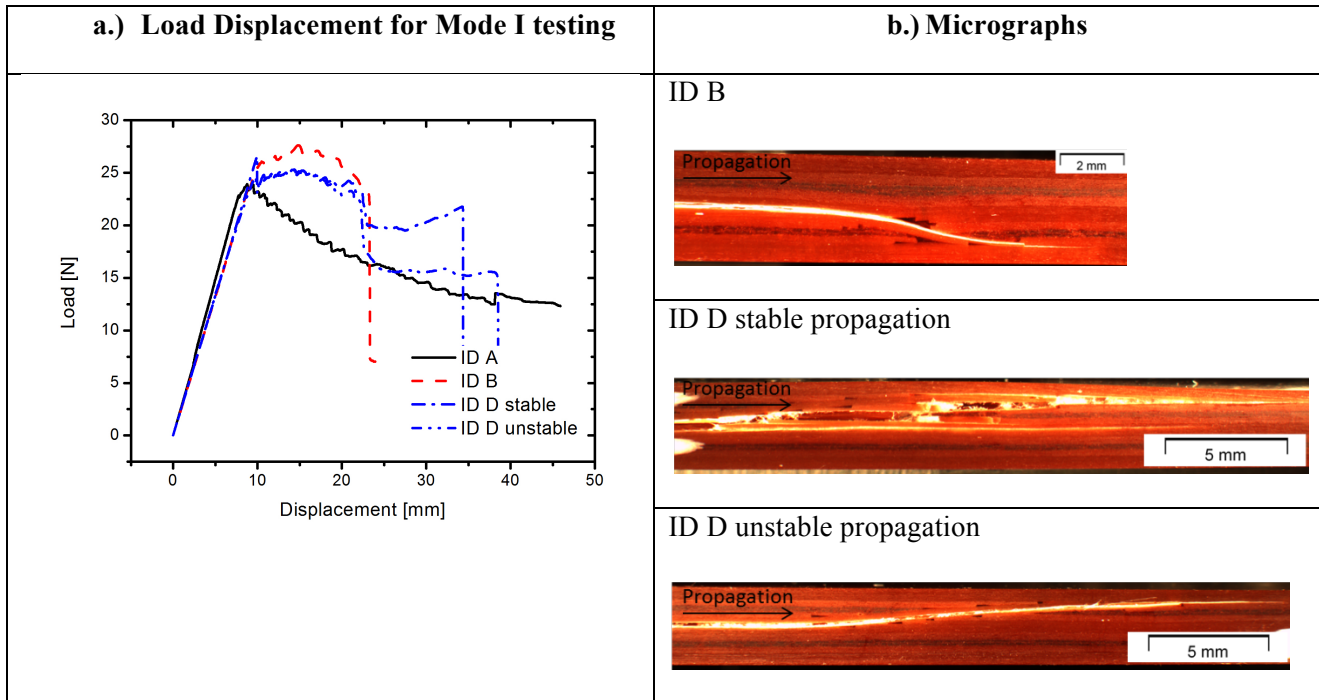 a.) Load Displacement for Mode I testing
b.) Micrographs
30
25
20
15
10
5
0
Load [N]
0 10 20 30 40 50
Displacement [mm]
ID A
ID B
ID D stable
ID D unstable
ID B
Propagation
2 mm
ID D stable propagation
Propagation
5 mm
ID D unstable propagation
Propagation
5 mm